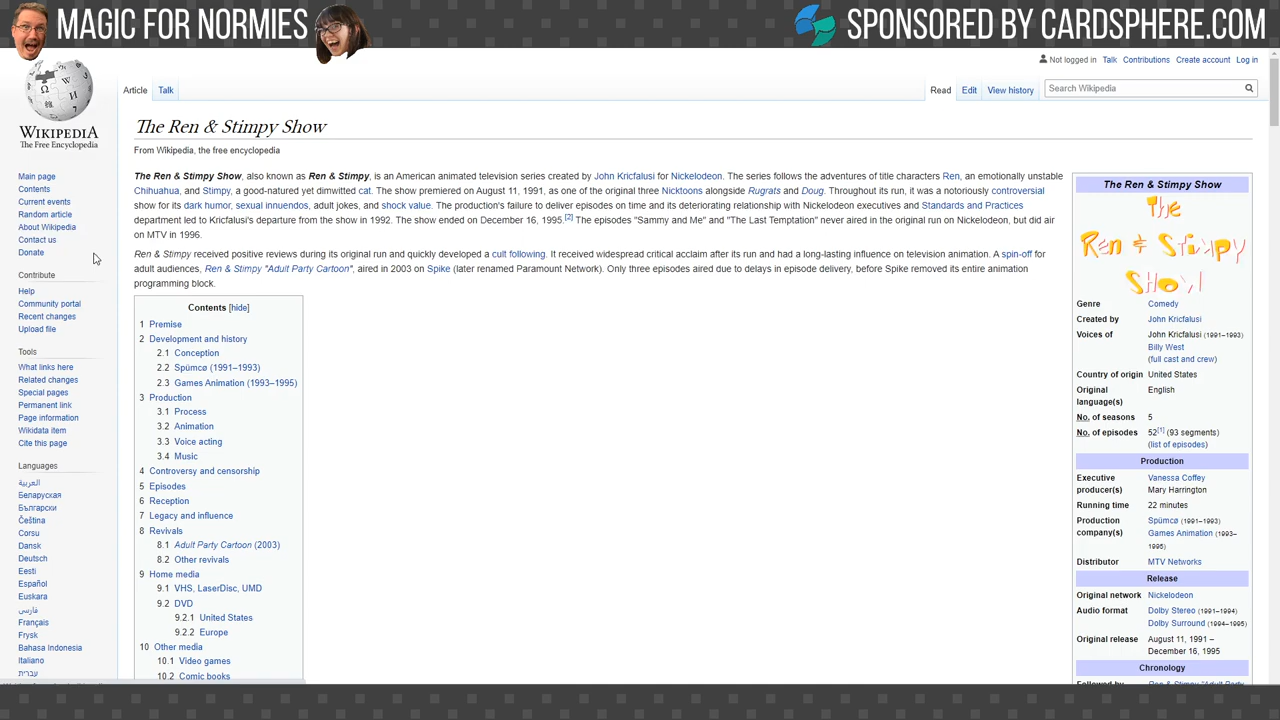 MAGIC FOR NORMIES
SPONSORED BY CARDSPHERE.COM
Not logged in Talk Contributions Create account Log in
Article Talk
Read Edit View history Search Wikipedia
WIKIPEDIA
The Free Encyclopedia
Main page
Contents
Current events
Random article
About Wikipedia
Contact us
Donate
Contribute
Help
Community portal
Recent changes
Upload file
Tools
What links here
Related changes
Special pages
Permanent link
Page information
Wikidata item
Cite this page
Languages
العربية
Беларуская
Български
Čeština
Corsu
Dansk
Deutsch
Eesti
Español
Euskara
فارسی
Français
Frysk
Bahasa Indonesia
Italiano
עברית
The Ren & Stimpy Show
From Wikipedia, the free encyclopedia
The Ren & Stimpy Show, also known as Ren & Stimpy, is an American animated television series created by John Kricfalusi for Nickelodeon. The series follows the adventures of title characters Ren, an emotionally unstable
Chihuahua, and Stimpy, a good-natured yet dimwitted cat. The show premiered on August 11, 1991, as one of the original three Nicktoons alongside Rugrats and Doug. Throughout its run, it was a notoriously controversial
show for its dark humor, sexual innuendos, adult jokes, and shock value. The production's failure to deliver episodes on time and its deteriorating relationship with Nickelodeon executives and Standards and Practices
department led to Kricfalusi's departure from the show in 1992. The show ended on December 16, 1995.[2] The episodes "Sammy and Me" and "The Last Temptation" never aired in the original run on Nickelodeon, but did air
on MTV in 1996.
Ren & Stimpy received positive reviews during its original run and quickly developed a cult following. It received widespread critical acclaim after its run and had a long-lasting influence on television animation. A spin-off for
adult audiences, Ren & Stimpy "Adult Party Cartoon", aired in 2003 on Spike (later renamed Paramount Network). Only three episodes aired due to delays in episode delivery, before Spike removed its entire animation
programming block.
Contents [hide]
1 Premise
2 Development and history
2.1 Conception
2.2 Spümcø (1991–1993)
2.3 Games Animation (1993–1995)
3 Production
3.1 Process
3.2 Animation
3.3 Voice acting
3.4 Music
4 Controversy and censorship
5 Episodes
6 Reception
7 Legacy and influence
8 Revivals
8.1 Adult Party Cartoon (2003)
8.2 Other revivals
9 Home media
9.1 VHS, LaserDisc, UMD
9.2 DVD
9.2.1 United States
9.2.2 Europe
10 Other media
10.1 Video games
10.2 Comic books
The Ren & Stimpy Show
The
Ren & Stimpy
Show!
Genre Comedy
Created by John Kricfalusi
Voices of John Kricfalusi (1991–1993)
Billy West
(full cast and crew)
Country of origin United States
Original English
language(s)
No. of seasons 5
No. of episodes 52[1] (93 segments)
(list of episodes)
Production
Executive Vanessa Coffey
producer(s) Mary Harrington
Running time 22 minutes
Production Spümcø (1991–1993)
company(s) Games Animation (1993–
1995)
Distributor MTV Networks
Release
Original network Nickelodeon
Audio format Dolby Stereo (1991–1994)
Dolby Surround (1994–1995)
Original release August 11, 1991 –
December 16, 1995
Chronology
Followed by Ren & Stimpy "Adult Party